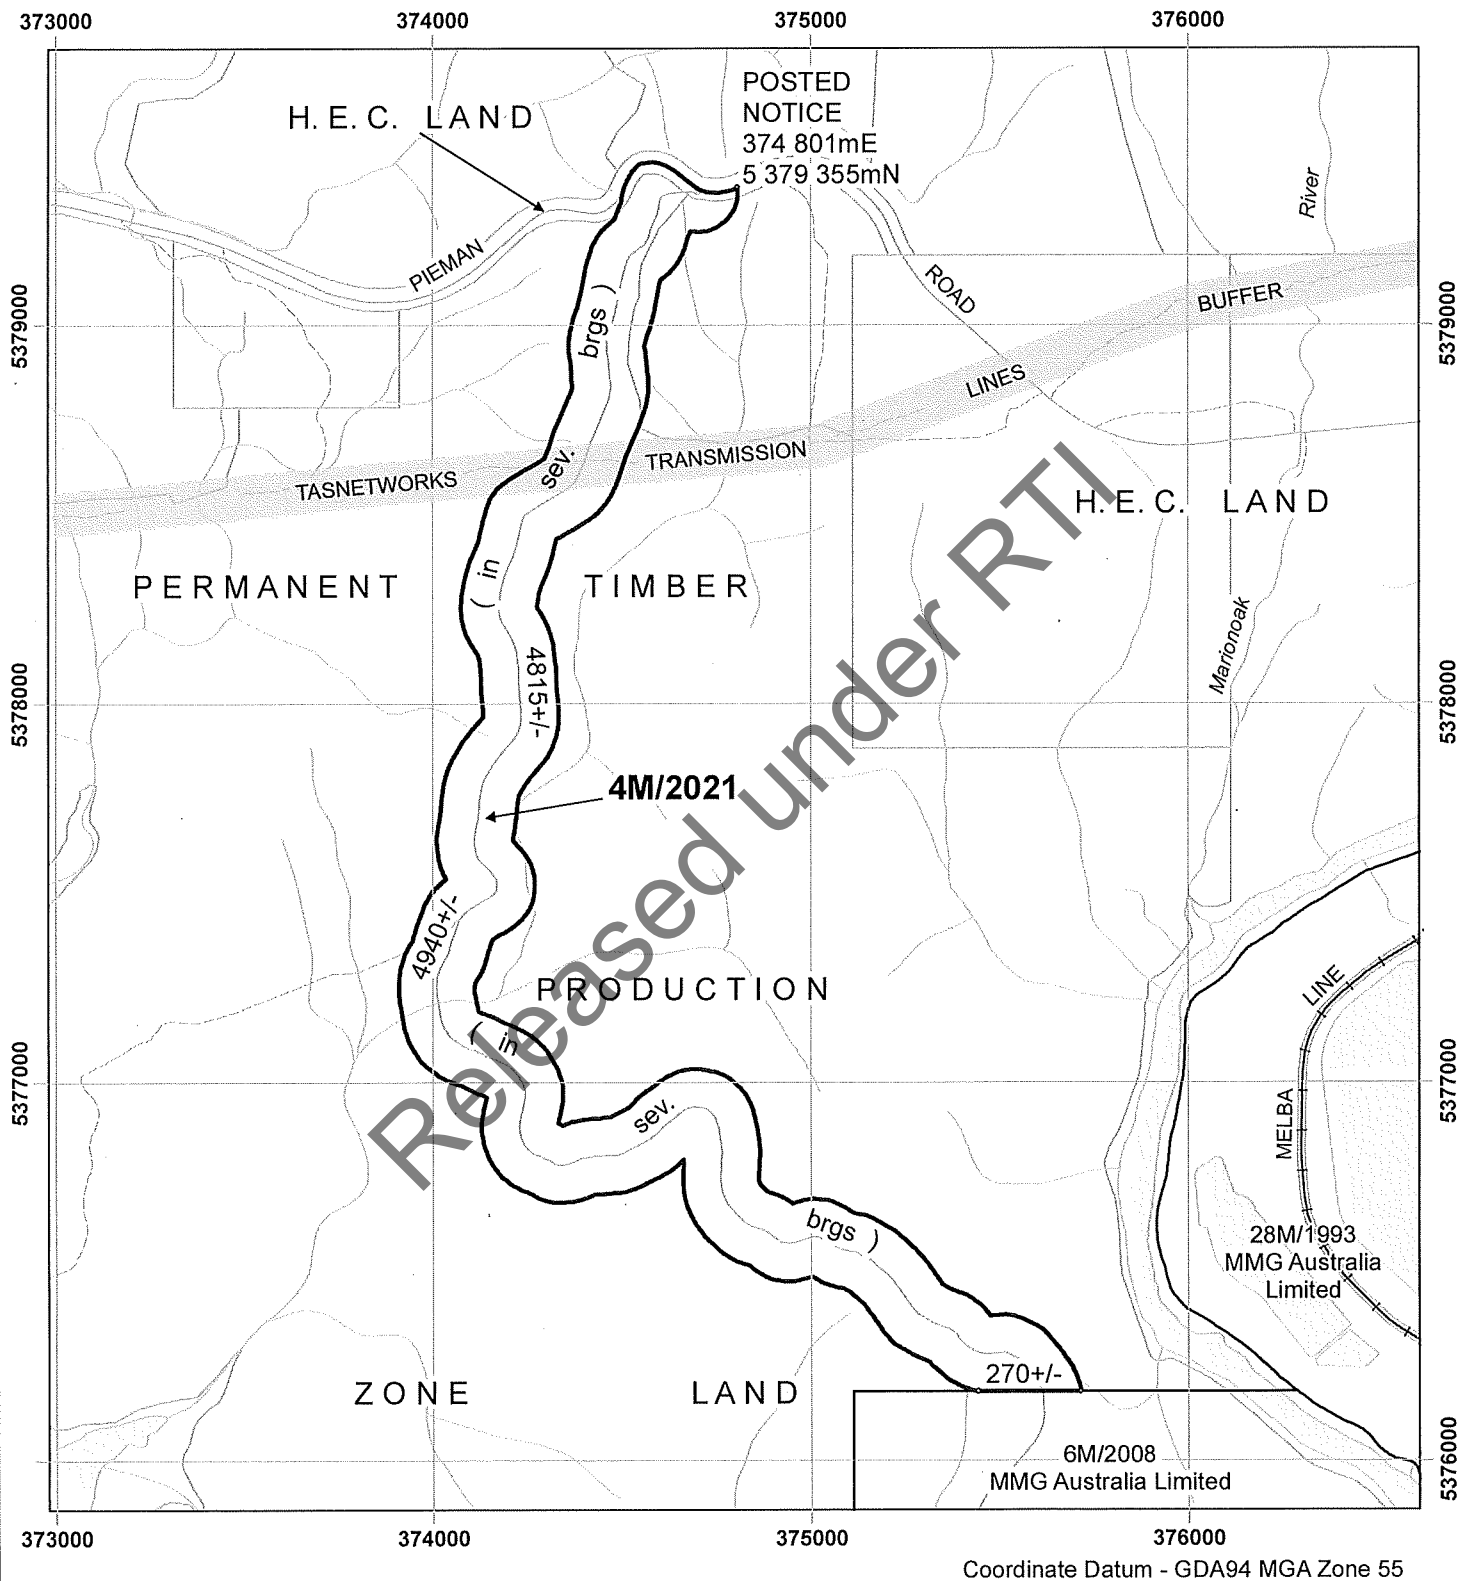 373000 374000 375000 376000
POSTED
NOTICE
374 801mE
5 379 355mN
H. E. C. LAND
River
PIEMAN
ROAD
BUFFER
5379000
5379000
( in sev. brgs )
LINES
TRANSMISSION
TASNETWORKS
H. E. C. LAND
PERMANENT TIMBER
Marionoak
4815+/-
5378000
5378000
4M/2021
4940+/-
PRODUCTION
LINE
( in sev. brgs )
5377000
5377000
MELBA
28M/1993
MMG Australia
Limited
270+/-
ZONE LAND
6M/2008
MMG Australia Limited
5376000
373000 374000 375000 376000
Coordinate Datum - GDA94 MGA Zone 55
Released under RTI